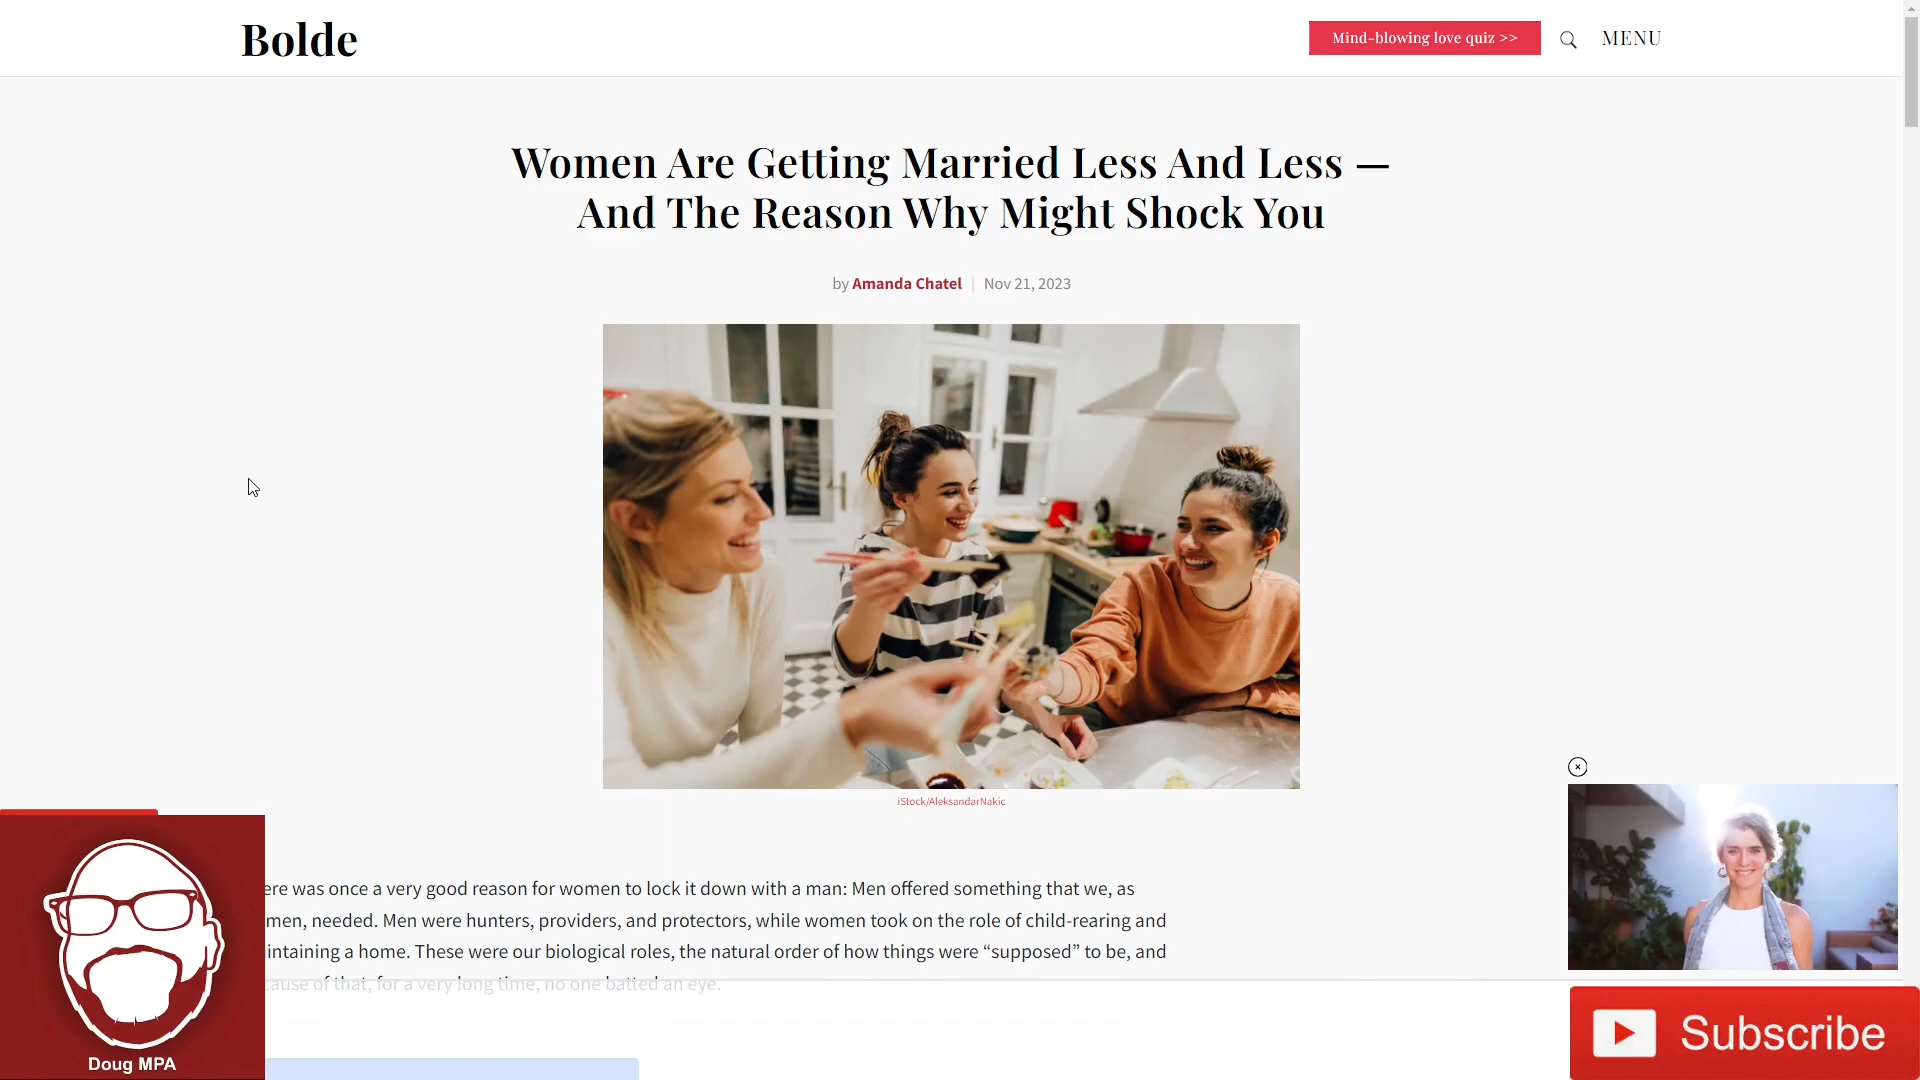 Bolde
Mind-blowing love quiz >>
MENU
Women Are Getting Married Less And Less —
And The Reason Why Might Shock You
by Amanda Chatel | Nov 21, 2023
iStock/AleksandarNakic
ere was once a very good reason for women to lock it down with a man: Men offered something that we, as
men, needed. Men were hunters, providers, and protectors, while women took on the role of child-rearing and
intaining a home. These were our biological roles, the natural order of how things were “supposed” to be, and
cause of that, for a very long time, no one batted an eye.
Doug MPA
Subscribe